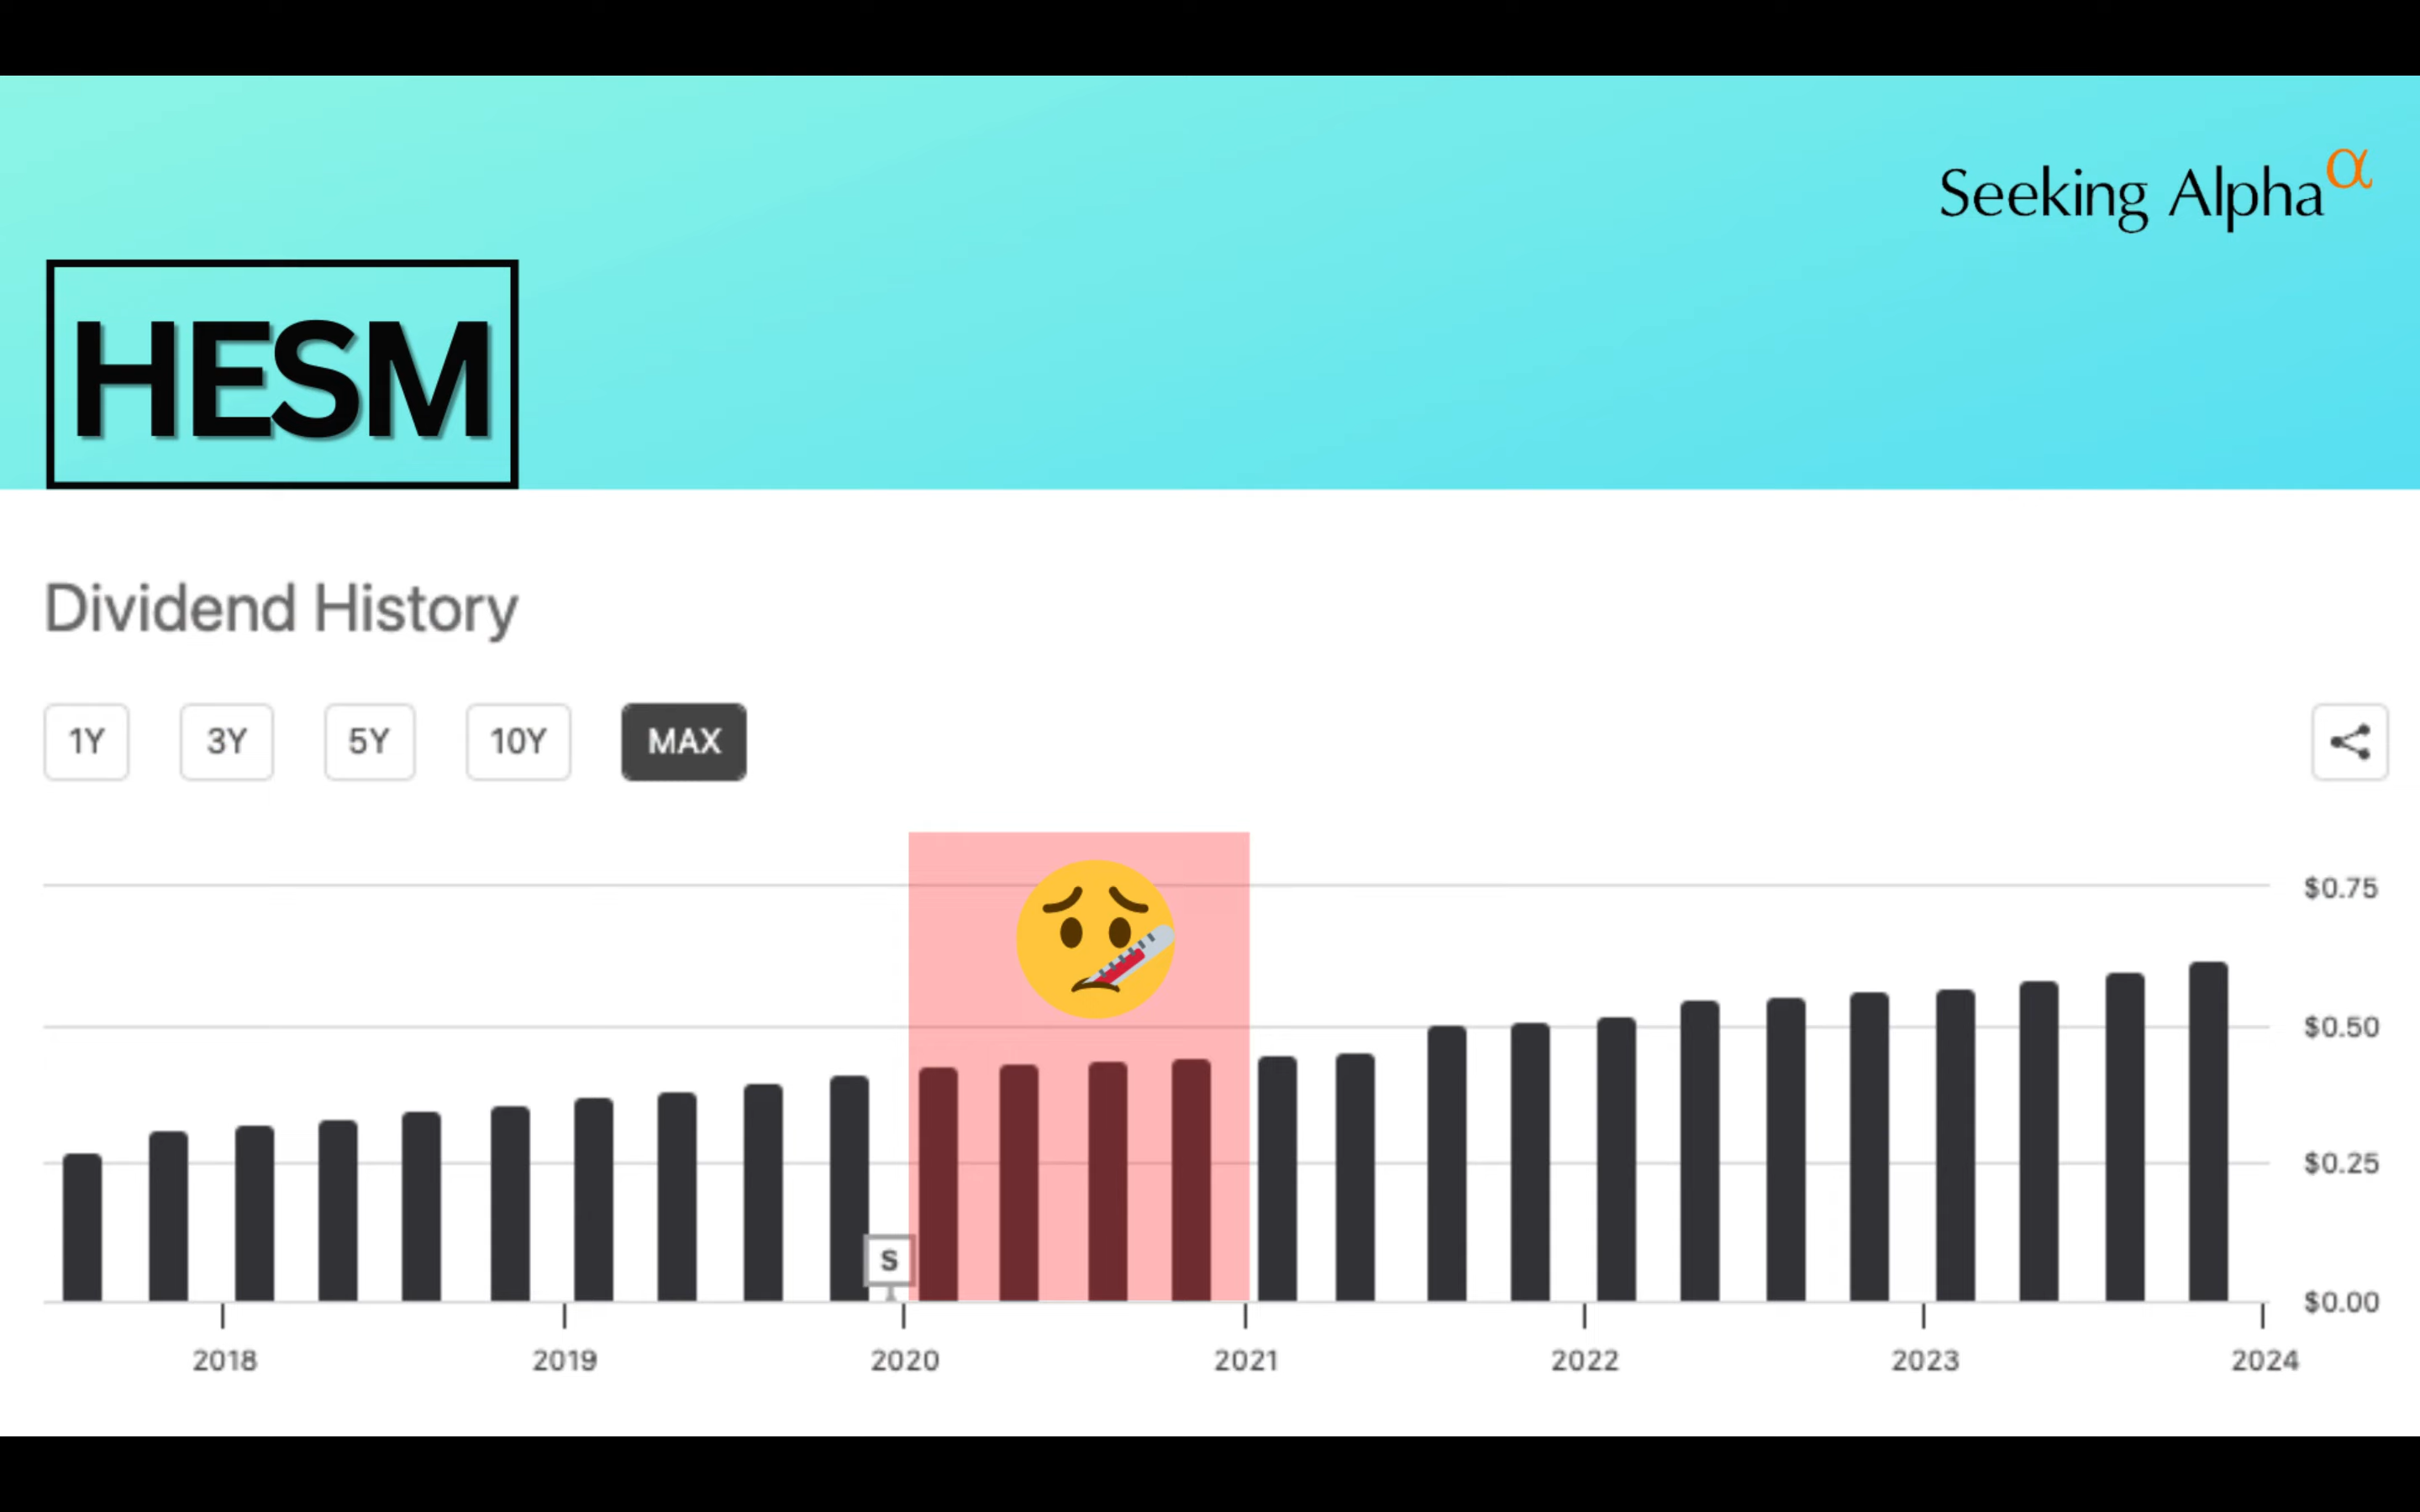 Seeking Alpha α
HESM
Dividend History
1Y 3Y 5Y 10Y MAX
$0.75
$0.50
$0.25
$0.00
S
2018 2019 2020 2021 2022 2023 2024